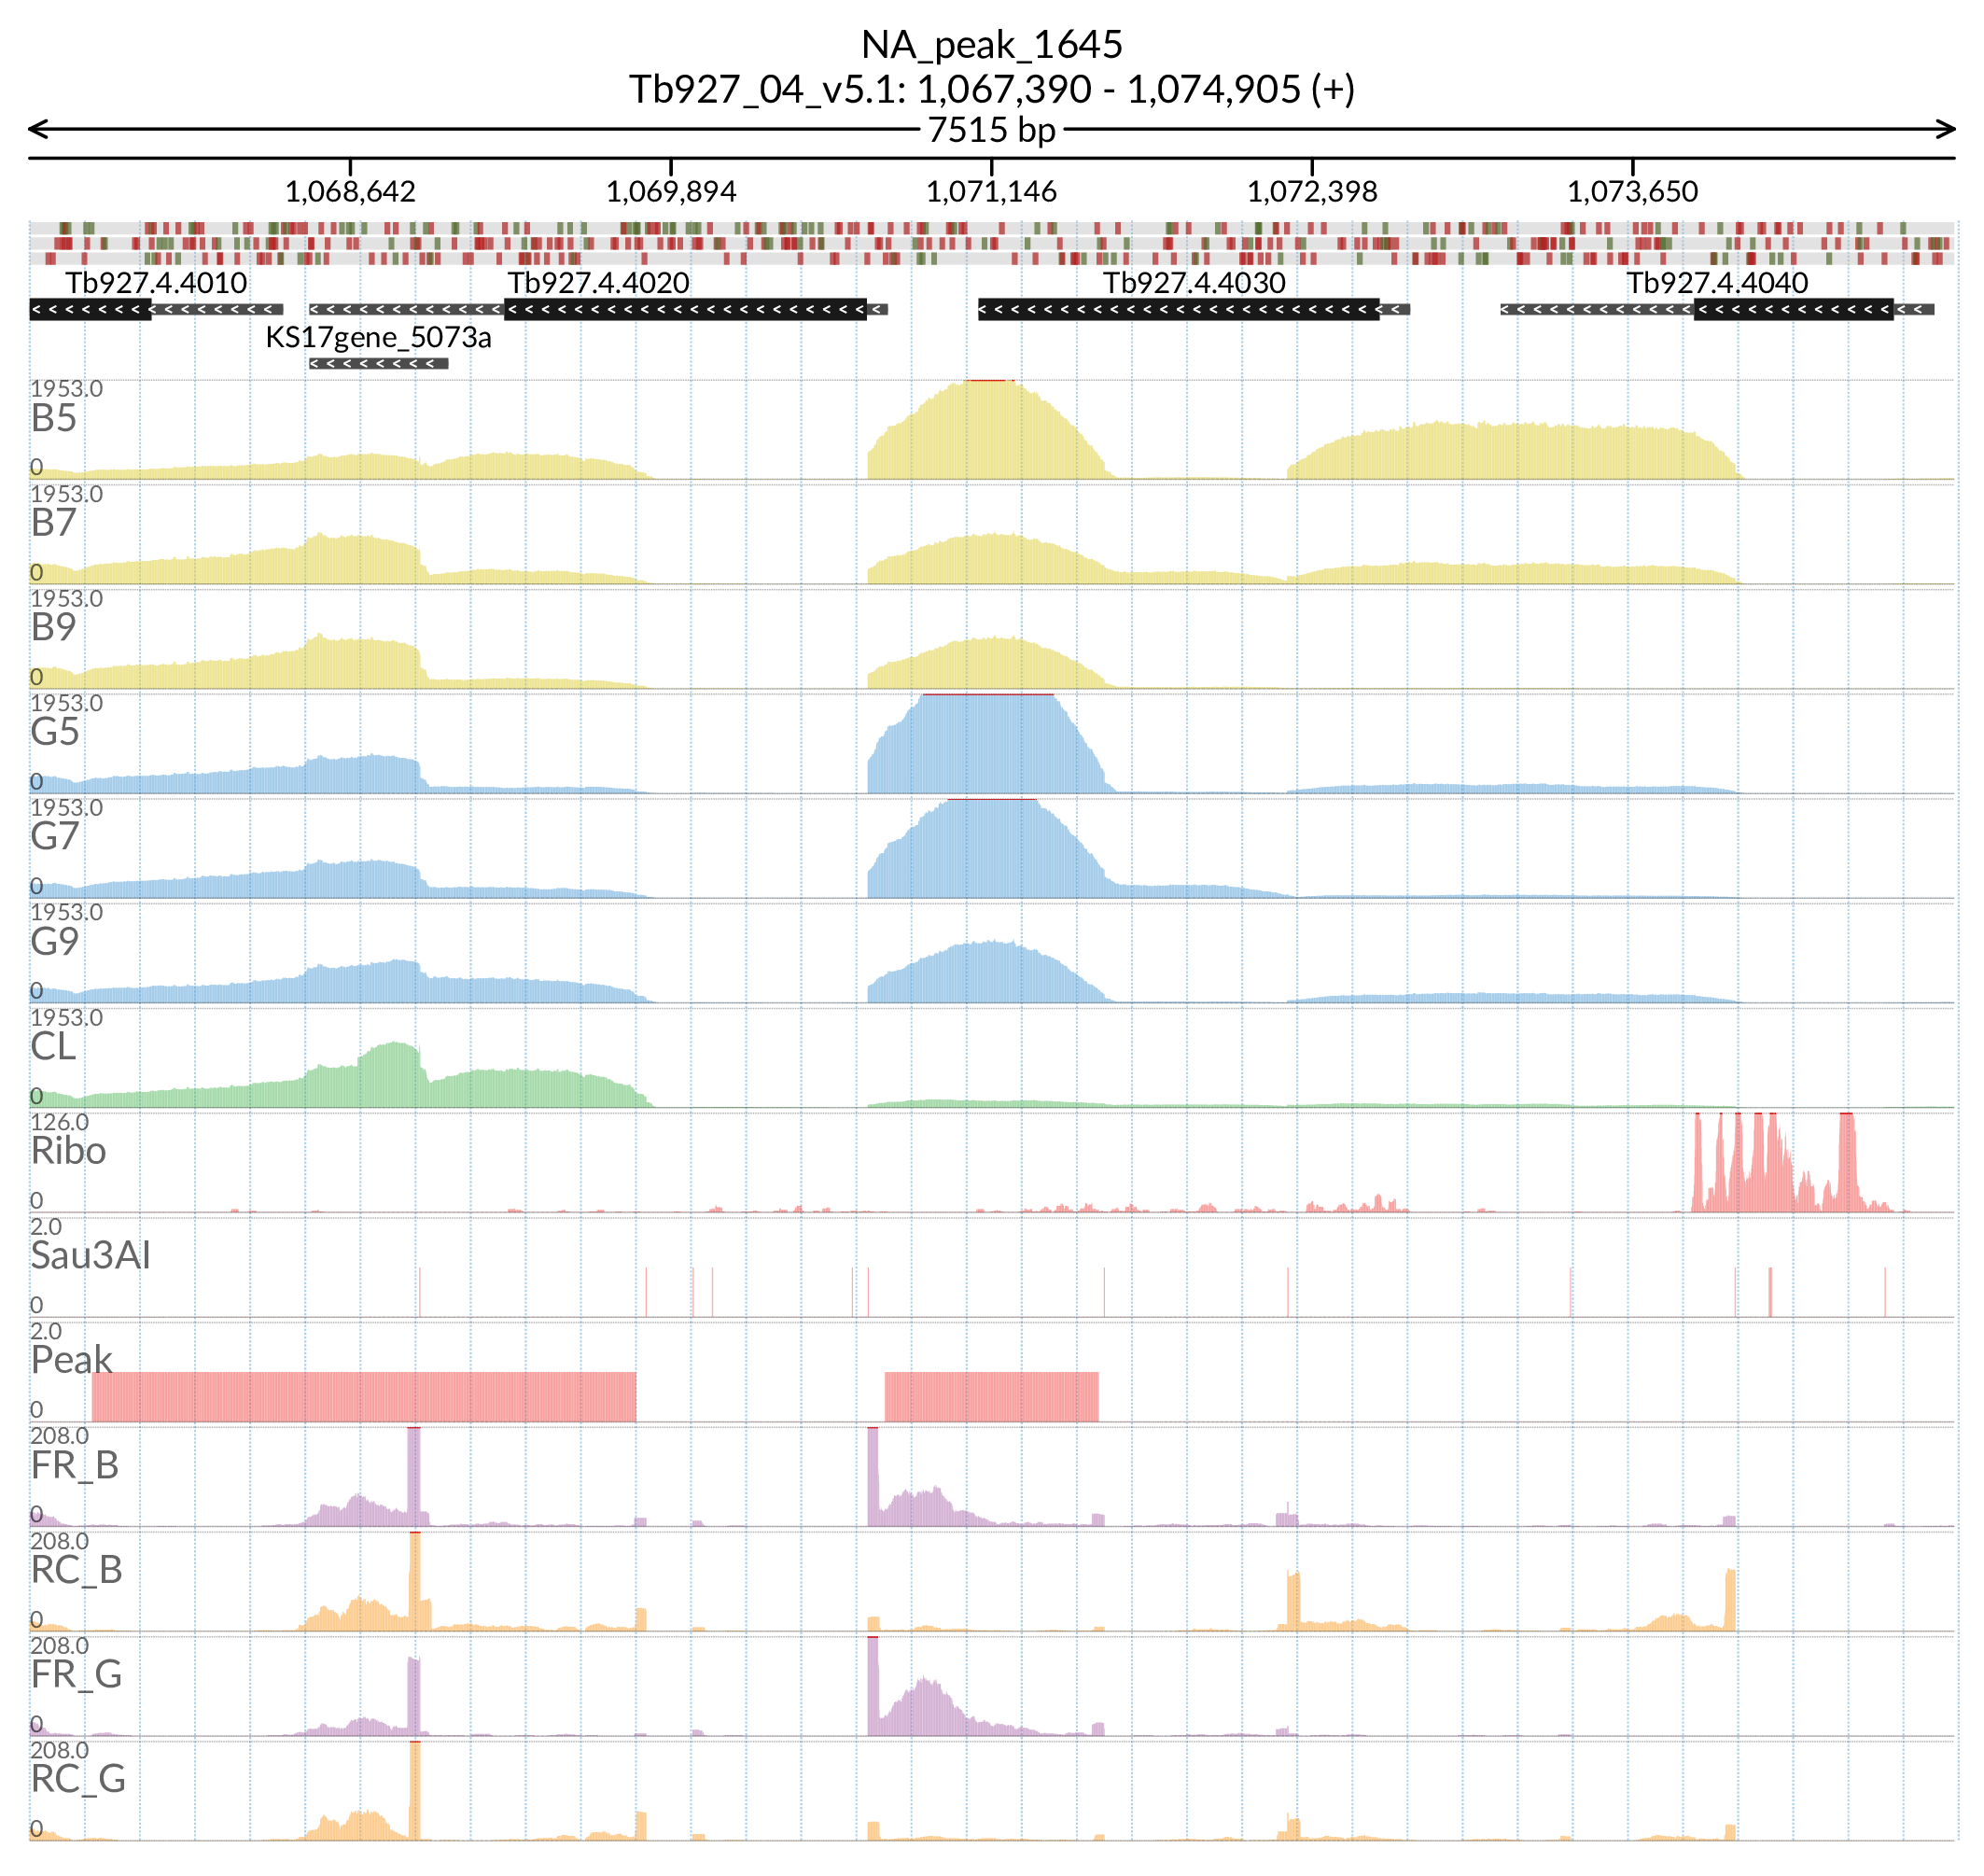 NA_peak_1645
Tb927_04_v5.1: 1,067,390 - 1,074,905 (+)
7515 bp
1,068,642 1,069,894 1,071,146 1,072,398 1,073,650
Tb927.4.4010 Tb927.4.4020 Tb927.4.4030 Tb927.4.4040
KS17gene_5073a
1953.0
B5
0
1953.0
B7
0
1953.0
B9
0
1953.0
G5
0
1953.0
G7
0
1953.0
G9
0
1953.0
CL
0
126.0
Ribo
0
2.0
Sau3AI
0
2.0
Peak
0
208.0
FR_B
0
208.0
RC_B
0
208.0
FR_G
0
208.0
RC_G
0